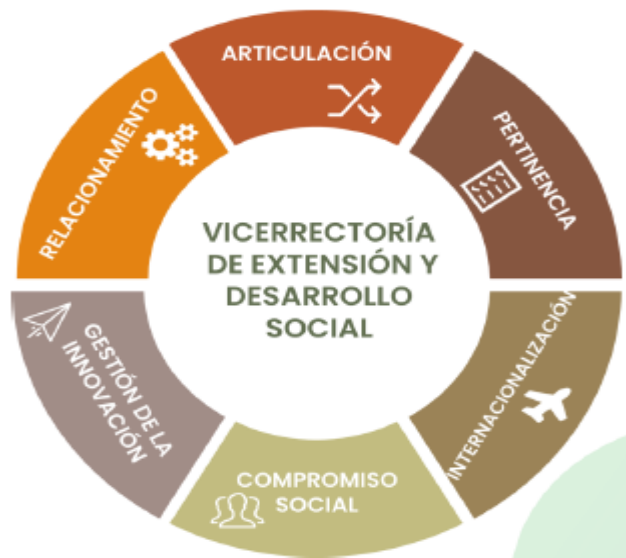 ARTICULACIÓN
PERTINENCIA
INTERNACIONALIZACIÓN
COMPROMISO
SOCIAL
GESTIÓN DE LA
INNOVACIÓN
RELACIONAMIENTO
VICERRECTORÍA
DE EXTENSIÓN Y
DESARROLLO
SOCIAL